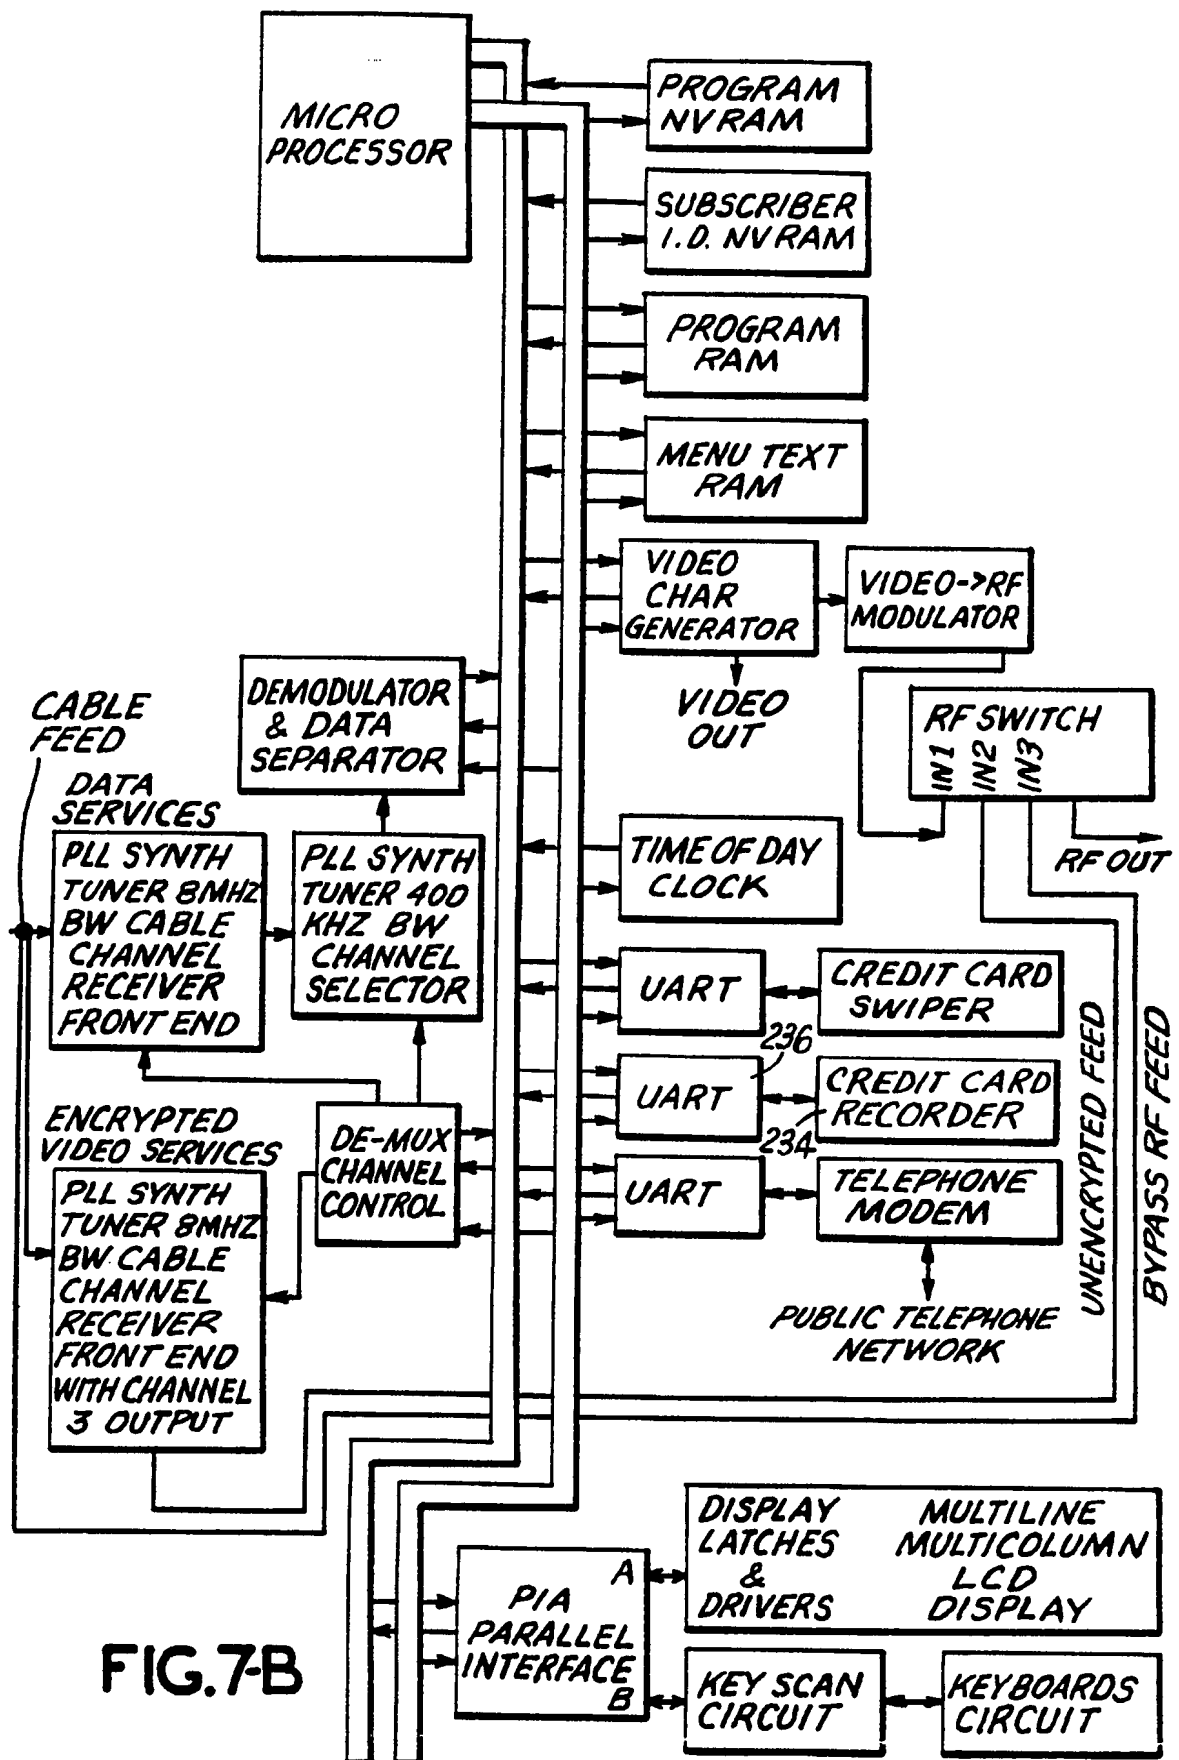 MICRO
PROCESSOR
PROGRAM
NVRAM
SUBSCRIBER
I.D. NVRAM
PROGRAM
RAM
MENU TEXT
RAM
VIDEO
CHAR
GENERATOR
VIDEO->RF
MODULATOR
VIDEO
OUT
RF SWITCH
IN1
IN2
IN3
RF OUT
DEMODULATOR
& DATA
SEPARATOR
CABLE
FEED
DATA
SERVICES
PLL SYNTH
TUNER 8MHZ
BW CABLE
CHANNEL
RECEIVER
FRONT END
PLL SYNTH
TUNER 400
KHZ BW
CHANNEL
SELECTOR
TIME OF DAY
CLOCK
UART
CREDIT CARD
SWIPER
236
UART
CREDIT CARD
RECORDER
234
UART
TELEPHONE
MODEM
PUBLIC TELEPHONE
NETWORK
UNENCRYPTED FEED
BYPASS RF FEED
ENCRYPTED
VIDEO SERVICES
PLL SYNTH
TUNER 8MHZ
BW CABLE
CHANNEL
RECEIVER
FRONT END
WITH CHANNEL
3 OUTPUT
DE-MUX
CHANNEL
CONTROL
A
PIA
PARALLEL
INTERFACE
B
DISPLAY
LATCHES
&
DRIVERS
MULTILINE
MULTICOLUMN
LCD
DISPLAY
KEY SCAN
CIRCUIT
KEYBOARDS
CIRCUIT
FIG.7-B